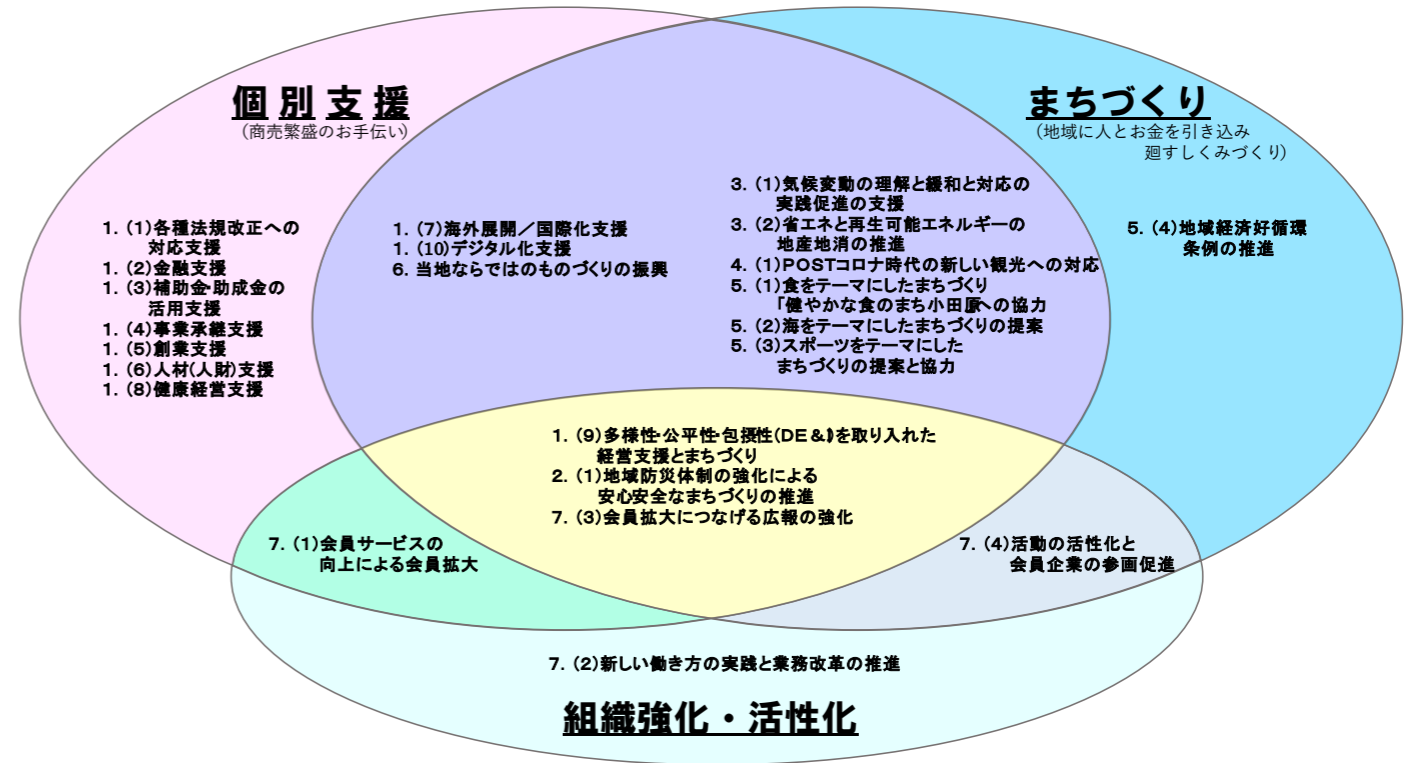 個別支援
(商売繁盛のお手伝い)
まちづくり
(地域に人とお金を引き込み
廻すしくみづくり)
1. (1)各種法規改正への
対応支援
1. (2)金融支援
1. (3)補助金・助成金の
活用支援
1. (4)事業承継支援
1. (5)創業支援
1. (6)人材(人財)支援
1. (8)健康経営支援
1. (7)海外展開／国際化支援
1. (10)デジタル化支援
6. 当地ならではのものづくりの振興
3. (1)気候変動の理解と緩和と対応の
実践促進の支援
3. (2)省エネと再生可能エネルギーの
地産地消の推進
4. (1)POSTコロナ時代の新しい観光への対応
5. (1)食をテーマにしたまちづくり
「健やかな食のまち小田原」への協力
5. (2)海をテーマにしたまちづくりの提案
5. (3)スポーツをテーマにした
まちづくりの提案と協力
5. (4)地域経済好循環
条例の推進
1. (9)多様性・公平性・包摂性(DE&I)を取り入れた
経営支援とまちづくり
2. (1)地域防災体制の強化による
安心安全なまちづくりの推進
7. (3)会員拡大につなげる広報の強化
7. (1)会員サービスの
向上による会員拡大
7. (4)活動の活性化と
会員企業の参画促進
7. (2)新しい働き方の実践と業務改革の推進
組織強化・活性化